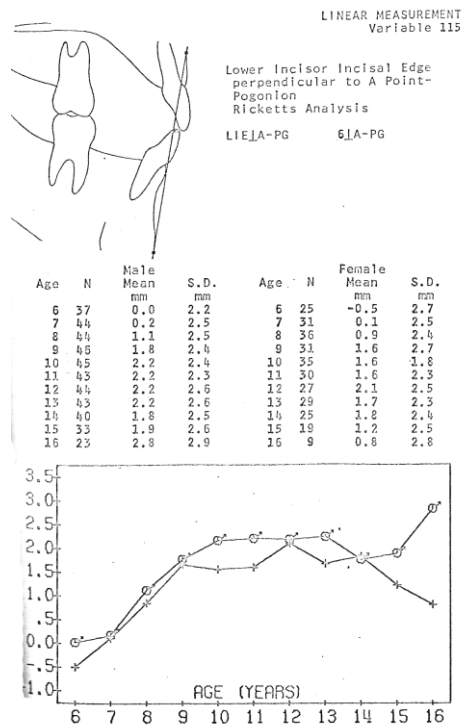 LINEAR MEASUREMENT
Variable 115
Lower Incisor Incisal Edge
perpendicular to A Point-
Pogonion
Ricketts Analysis
LIE⊥A-PG 6⊥A-PG
Male Female
Age N Mean S.D. Age N Mean S.D.
mm mm mm mm
6 37 0.0 2.2 6 25 -0.5 2.7
7 44 0.2 2.5 7 31 0.1 2.5
8 44 1.1 2.5 8 36 0.9 2.4
9 46 1.8 2.4 9 31 1.6 2.7
10 45 2.2 2.4 10 35 1.6 1.8
11 43 2.2 2.3 11 30 1.6 2.3
12 44 2.2 2.6 12 27 2.1 2.5
13 43 2.2 2.6 13 29 1.7 2.3
14 40 1.8 2.5 14 25 1.8 2.4
15 33 1.9 2.6 15 19 1.2 2.5
16 23 2.8 2.9 16 9 0.8 2.8
3.5
3.0
2.5
2.0
1.5
1.0
0.5
0.0
-.5
1.0
AGE (YEARS)
6 7 8 9 10 11 12 13 14 15 16